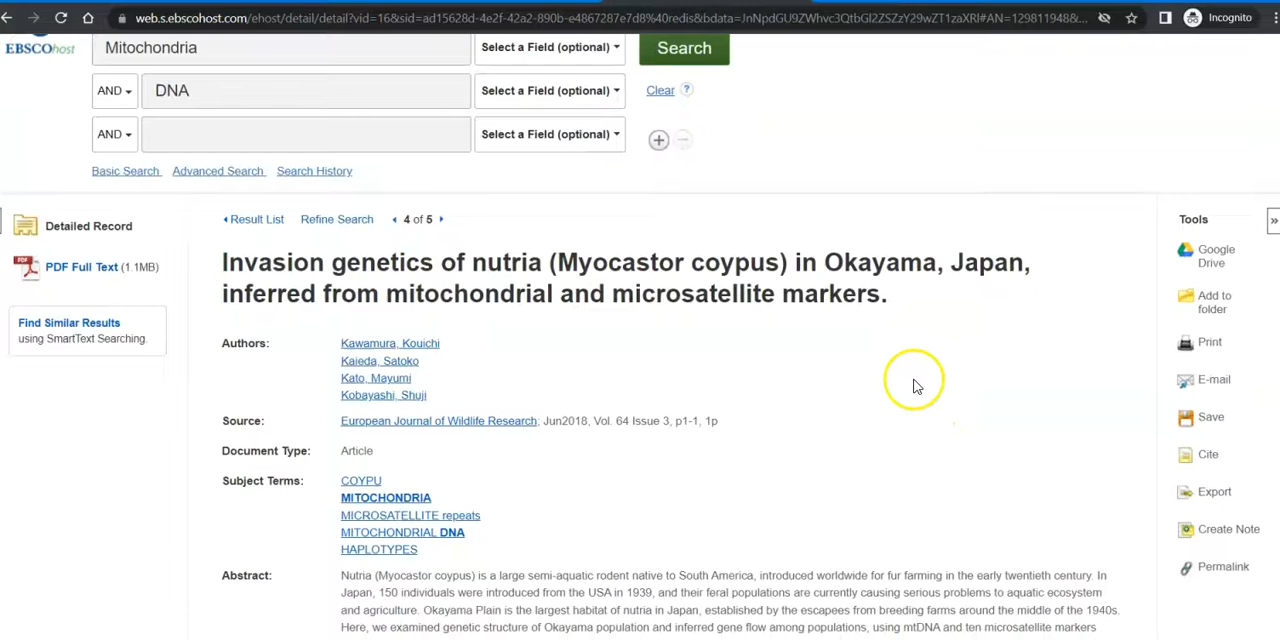 web.s.ebscohost.com/ehost/detail/detail?vid=16&sid=ad15628d-4e2f-42a2-890b-e4867287e7d8%40redis&bdata=JnNpdGU9ZWhvc3QtbGl2ZSZzY29wZT1zaXRl#AN=129811948&...
Incognito
EBSCOhost
Mitochondria
Select a Field (optional)
Search
AND
DNA
Select a Field (optional)
Clear
?
AND
Select a Field (optional)
Basic Search
Advanced Search
Search History
Detailed Record
PDF Full Text (1.1MB)
Find Similar Results
using SmartText Searching.
Result List
Refine Search
4 of 5
Invasion genetics of nutria (Myocastor coypus) in Okayama, Japan,
inferred from mitochondrial and microsatellite markers.
Authors:
Kawamura, Kouichi
Kaieda, Satoko
Kato, Mayumi
Kobayashi, Shuji
Source:
European Journal of Wildlife Research; Jun2018, Vol. 64 Issue 3, p1-1, 1p
Document Type:
Article
Subject Terms:
COYPU
MITOCHONDRIA
MICROSATELLITE repeats
MITOCHONDRIAL DNA
HAPLOTYPES
Abstract:
Nutria (Myocastor coypus) is a large semi-aquatic rodent native to South America, introduced worldwide for fur farming in the early twentieth century. In
Japan, 150 individuals were introduced from the USA in 1939, and their feral populations are currently causing serious problems to aquatic ecosystem
and agriculture. Okayama Plain is the largest habitat of nutria in Japan, established by the escapees from breeding farms around the middle of the 1940s.
Here, we examined genetic structure of Okayama population and inferred gene flow among populations, using mtDNA and ten microsatellite markers
Tools
»
Google
Drive
Add to
folder
Print
E-mail
Save
Cite
Export
Create Note
Permalink